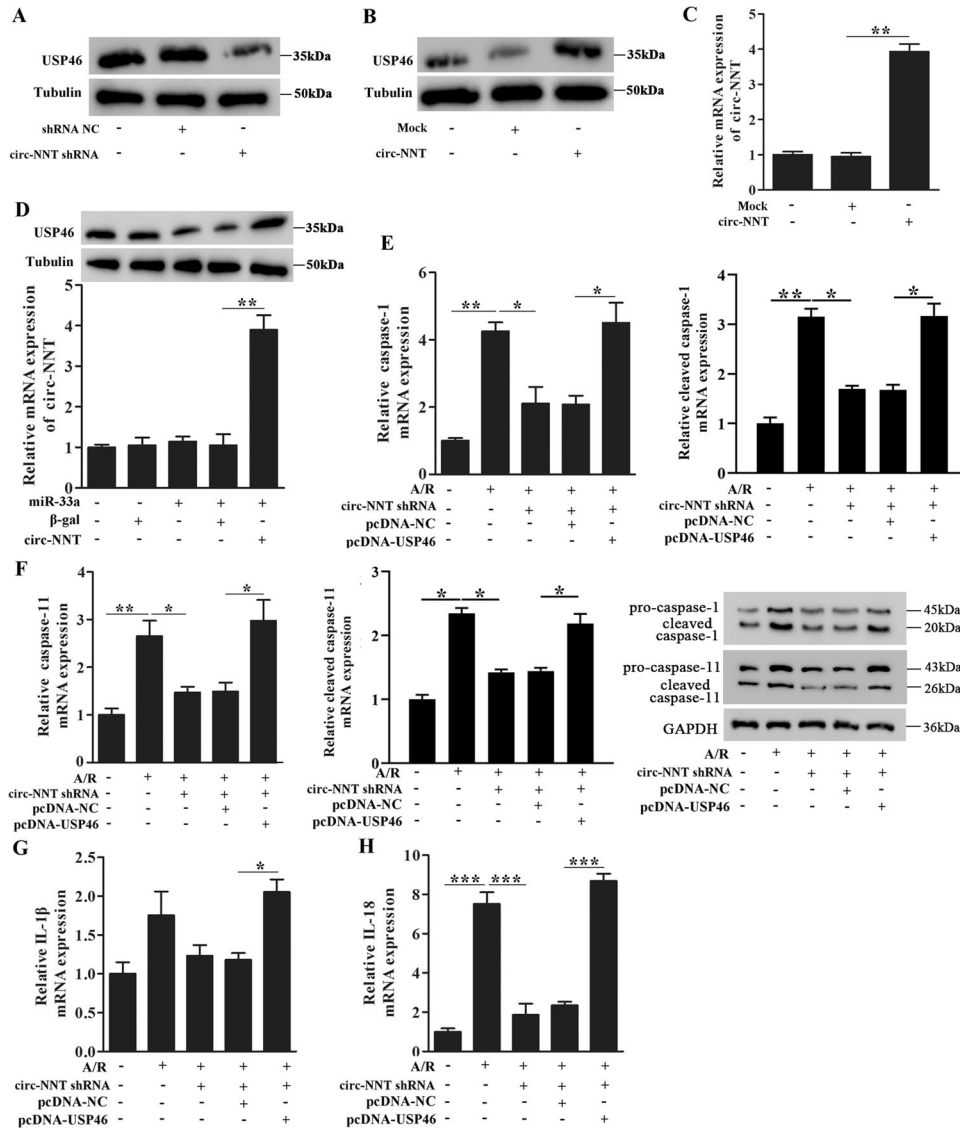 A
USP46
35kDa
Tubulin
50kDa
shRNA NC - + -
circ-NNT shRNA - - +
B
USP46
35kDa
Tubulin
50kDa
Mock - + -
circ-NNT - - +
C
Relative mRNA expression
of circ-NNT
5
4
3
2
1
0
**
Mock - + -
circ-NNT - - +
D
USP46
35kDa
Tubulin
50kDa
Relative mRNA expression
of circ-NNT
5
4
3
2
1
0
**
miR-33a - - + + +
β-gal - + - + -
circ-NNT - - - - +
E
Relative caspase-1
mRNA expression
6
4
2
0
** * *
A/R - + + + +
circ-NNT shRNA - - + + +
pcDNA-NC - - - + -
pcDNA-USP46 - - - - +
Relative cleaved caspase-1
mRNA expression
4
3
2
1
0
** * *
A/R - + + + +
circ-NNT shRNA - - + + +
pcDNA-NC - - - + -
pcDNA-USP46 - - - - +
F
Relative caspase-11
mRNA expression
4
3
2
1
0
** * *
A/R - + + + +
circ-NNT shRNA - - + + +
pcDNA-NC - - - + -
pcDNA-USP46 - - - - +
Relative cleaved caspase-11
mRNA expression
3
2
1
0
* * *
A/R - + + + +
circ-NNT shRNA - - + + +
pcDNA-NC - - - + -
pcDNA-USP46 - - - - +
pro-caspase-1
45kDa
cleaved
caspase-1
20kDa
pro-caspase-11
43kDa
cleaved
caspase-11
26kDa
GAPDH
36kDa
A/R - + + + +
circ-NNT shRNA - - + + +
pcDNA-NC - - - + -
pcDNA-USP46 - - - - +
G
Relative IL-1β
mRNA expression
2.5
2.0
1.5
1.0
0.5
0.0
*
A/R - + + + +
circ-NNT shRNA - - + + +
pcDNA-NC - - - + -
pcDNA-USP46 - - - - +
H
Relative IL-18
mRNA expression
10
8
6
4
2
0
*** *** ***
A/R - + + + +
circ-NNT shRNA - - + + +
pcDNA-NC - - - + -
pcDNA-USP46 - - - - +